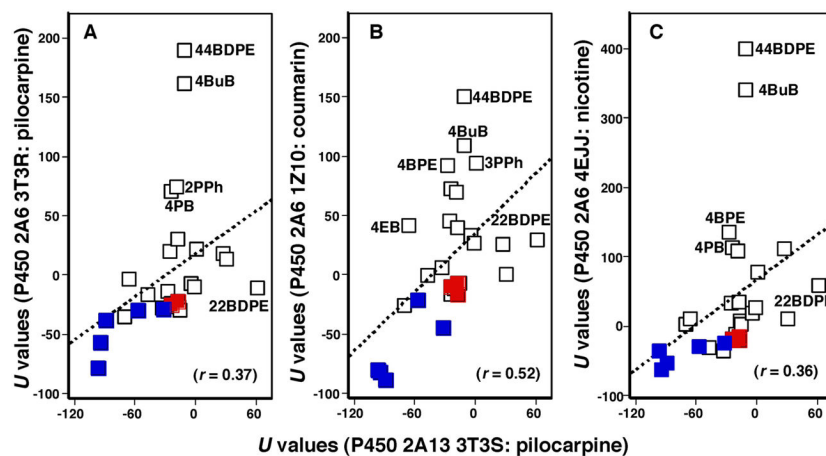 A
U values (P450 2A6 3T3R: pilocarpine)
200
150
100
50
0
-50
-100
44BDPE
4BuB
2PPh
4PB
22BDPE
(r = 0.37)
-120
-60
0
60
B
U values (P450 2A6 1Z10: coumarin)
200
150
100
50
0
-50
-100
44BDPE
4BuB
4BPE
3PPh
4EB
22BDPE
(r = 0.52)
-120
-60
0
60
C
U values (P450 2A6 4EJJ: nicotine)
400
300
200
100
0
-100
44BDPE
4BuB
4BPE
4PB
22BDPE
(r = 0.36)
-120
-60
0
60
U values (P450 2A13 3T3S: pilocarpine)